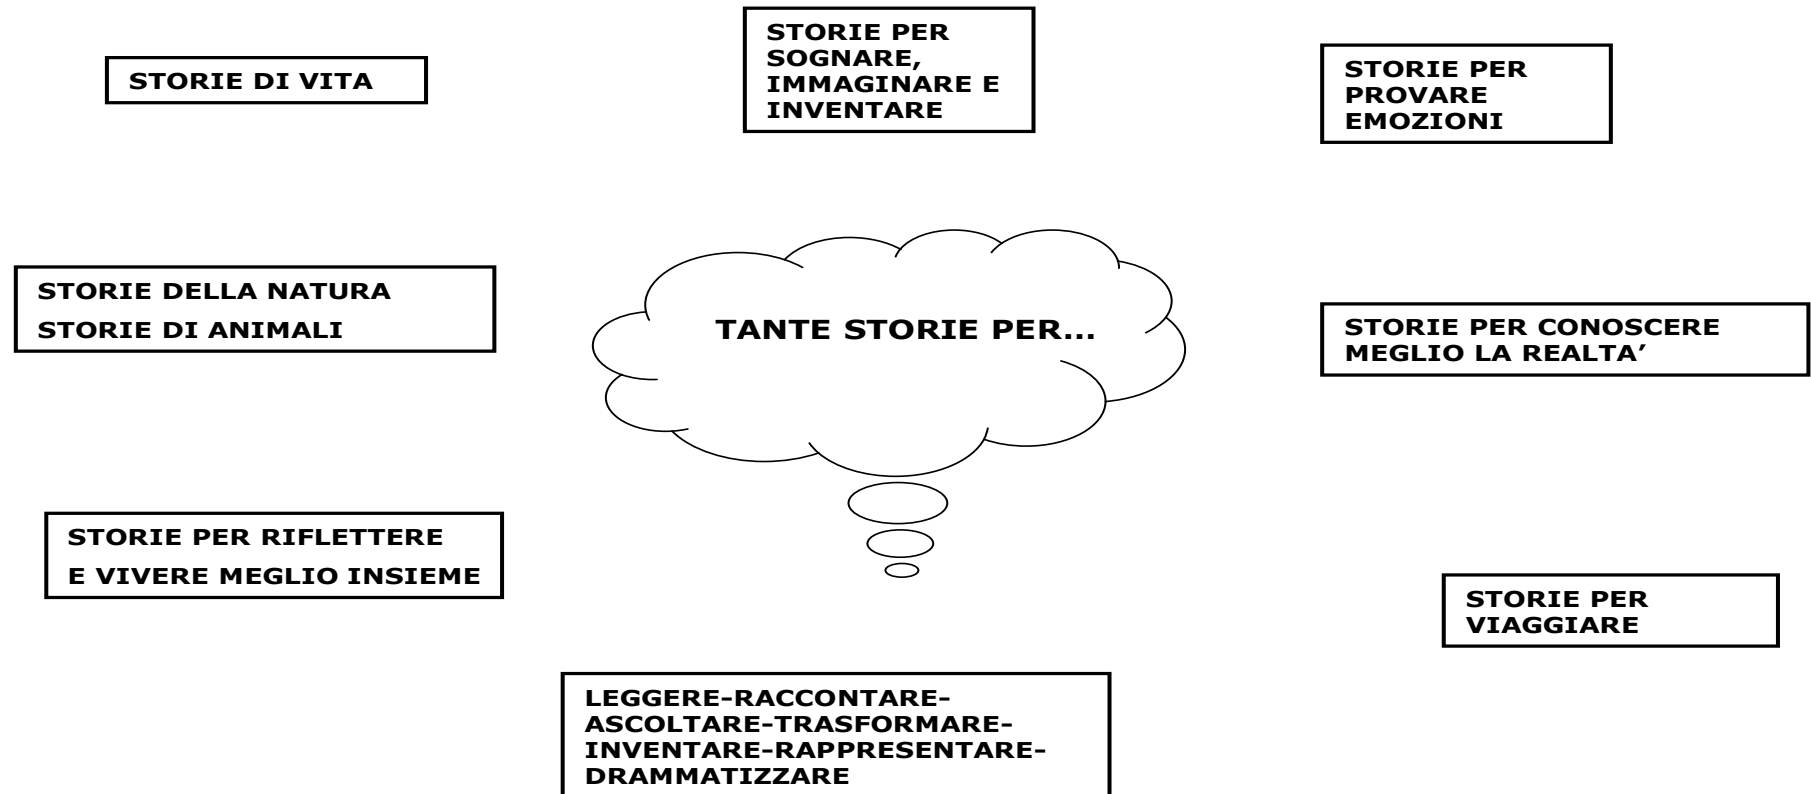 STORIE DI VITA
STORIE PER
SOGNARE,
IMMAGINARE E
INVENTARE
STORIE PER
PROVARE
EMOZIONI
STORIE DELLA NATURA
STORIE DI ANIMALI
TANTE STORIE PER...
STORIE PER CONOSCERE
MEGLIO LA REALTA’
STORIE PER RIFLETTERE
E VIVERE MEGLIO INSIEME
STORIE PER
VIAGGIARE
LEGGERE-RACCONTARE-
ASCOLTARE-TRASFORMARE-
INVENTARE-RAPPRESENTARE-
DRAMMATIZZARE